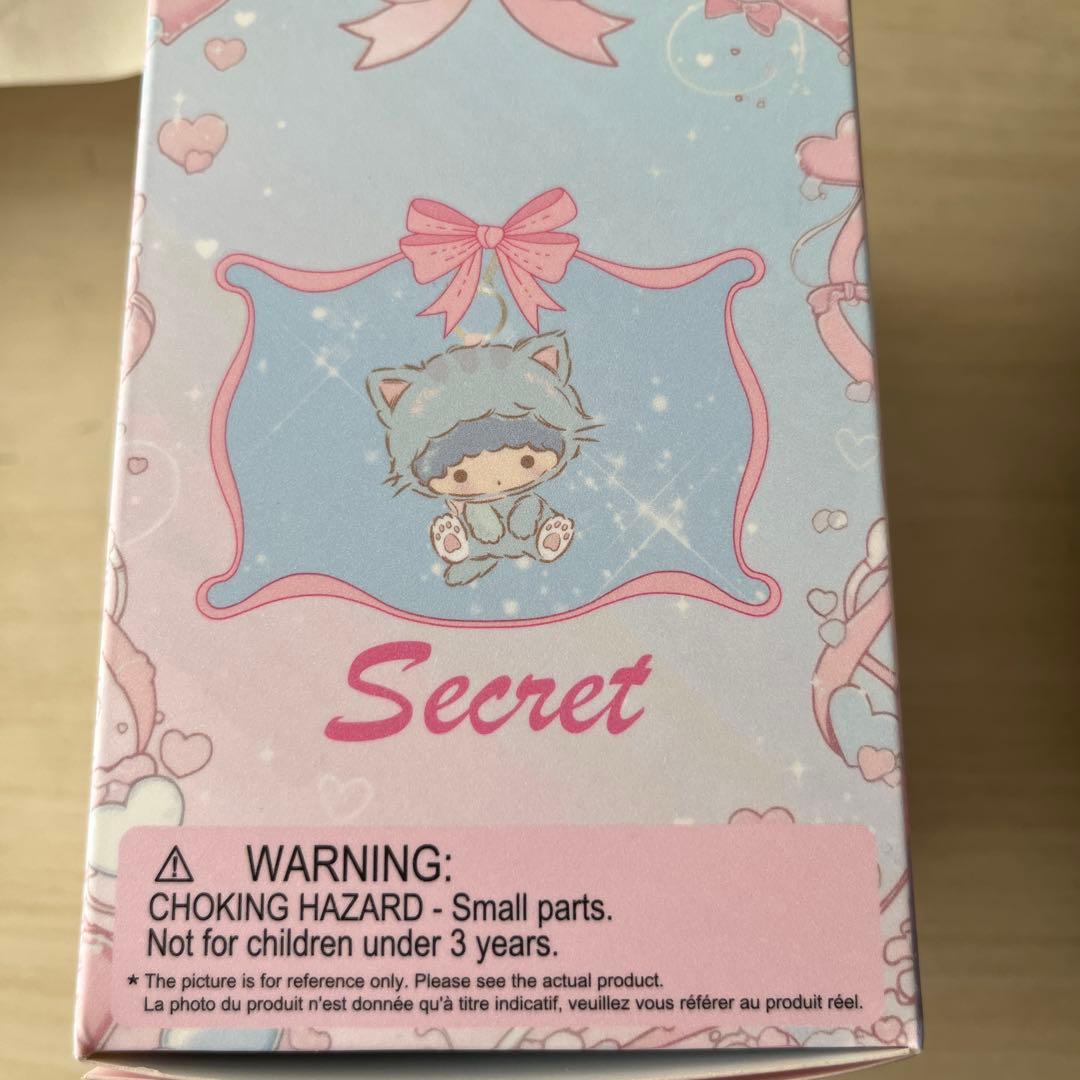 Secret
⚠ WARNING:
CHOKING HAZARD - Small parts.
Not for children under 3 years.
* The picture is for reference only. Please see the actual product.
La photo du produit n'est donnée qu'à titre indicatif, veuillez vous référer au produit réel.